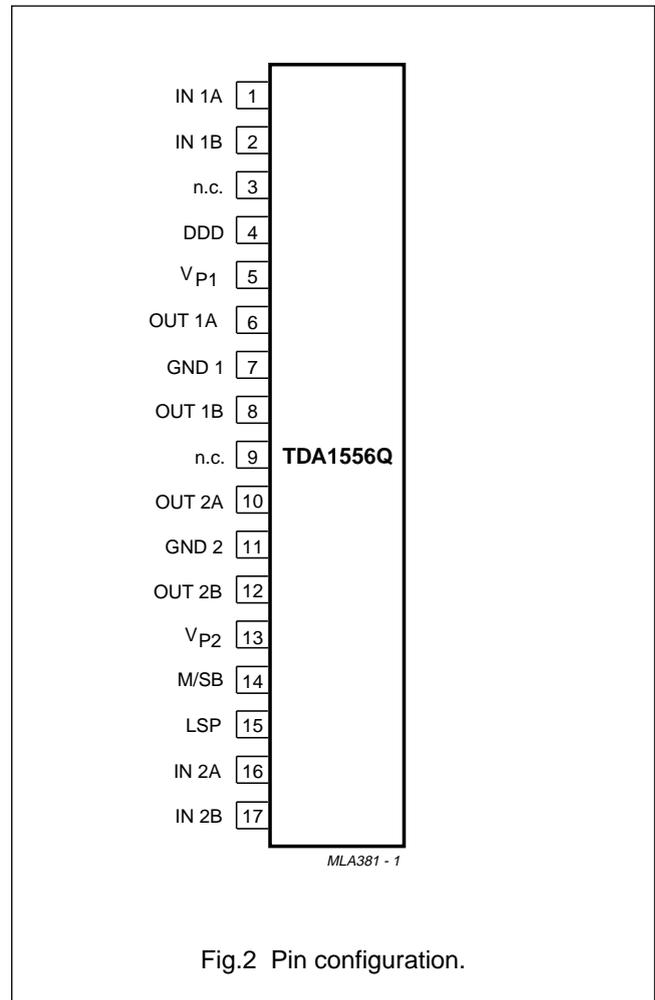 IN 1A 1
IN 1B 2
n.c. 3
DDD 4
VP1 5
OUT 1A 6
GND 1 7
OUT 1B 8
n.c. 9 TDA1556Q
OUT 2A 10
GND 2 11
OUT 2B 12
VP2 13
M/SB 14
LSP 15
IN 2A 16
IN 2B 17
MLA381 - 1
Fig.2 Pin configuration.